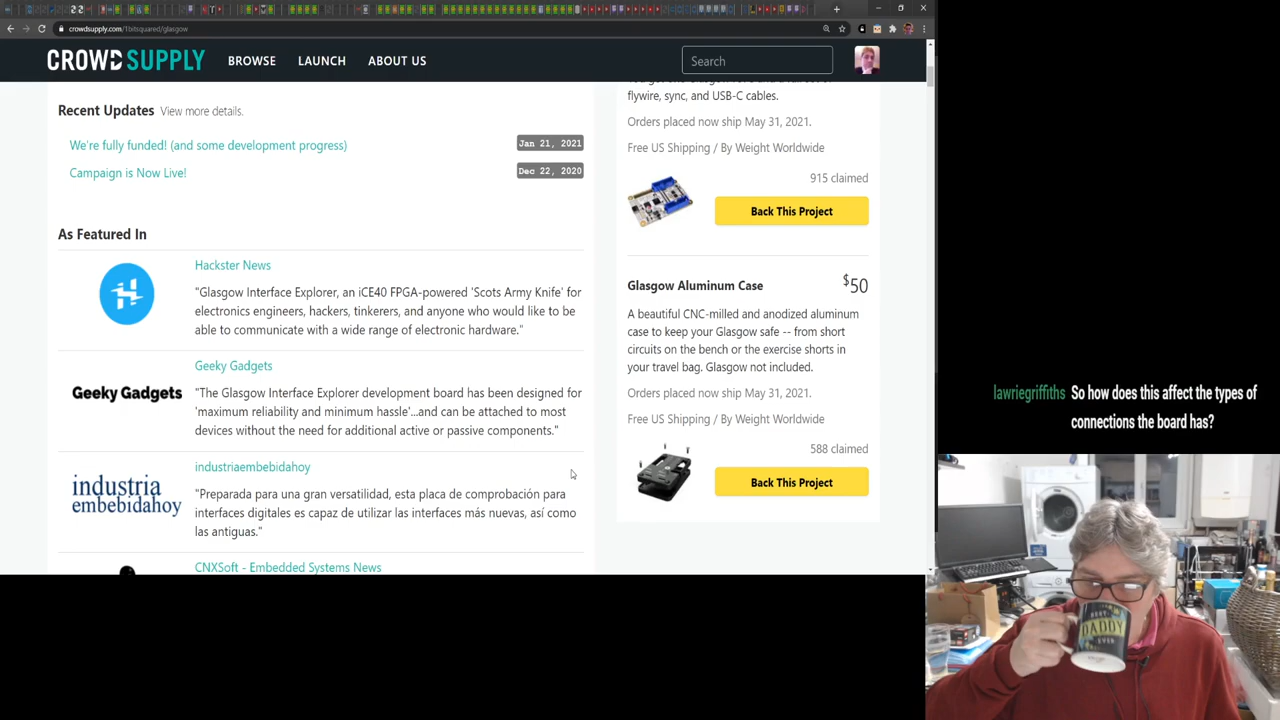 crowdsupply.com/1bitsquared/glasgow
CROWD SUPPLY BROWSE LAUNCH ABOUT US
Search
Recent Updates View more details.
We're fully funded! (and some development progress) Jan 21, 2021
Campaign is Now Live! Dec 22, 2020
As Featured In
Hackster News
"Glasgow Interface Explorer, an iCE40 FPGA-powered 'Scots Army Knife' for
electronics engineers, hackers, tinkerers, and anyone who would like to be
able to communicate with a wide range of electronic hardware."
Geeky Gadgets
Geeky Gadgets
"The Glasgow Interface Explorer development board has been designed for
'maximum reliability and minimum hassle'...and can be attached to most
devices without the need for additional active or passive components."
industria
embebidahoy
industriaembebidahoy
"Preparada para una gran versatilidad, esta placa de comprobación para
interfaces digitales es capaz de utilizar las interfaces más nuevas, así como
las antiguas."
CNXSoft - Embedded Systems News
flywire, sync, and USB-C cables.
Orders placed now ship May 31, 2021.
Free US Shipping / By Weight Worldwide
915 claimed
Back This Project
Glasgow Aluminum Case $50
A beautiful CNC-milled and anodized aluminum
case to keep your Glasgow safe -- from short
circuits on the bench or the exercise shorts in
your travel bag. Glasgow not included.
Orders placed now ship May 31, 2021.
Free US Shipping / By Weight Worldwide
588 claimed
Back This Project
lawriegriffiths So how does this affect the types of
connections the board has?
DADDY